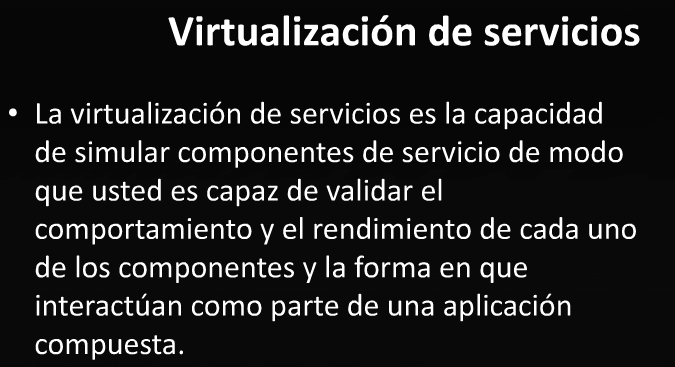 Virtualización de servicios
• La virtualización de servicios es la capacidad
de simular componentes de servicio de modo
que usted es capaz de validar el
comportamiento y el rendimiento de cada uno
de los componentes y la forma en que
interactúan como parte de una aplicación
compuesta.